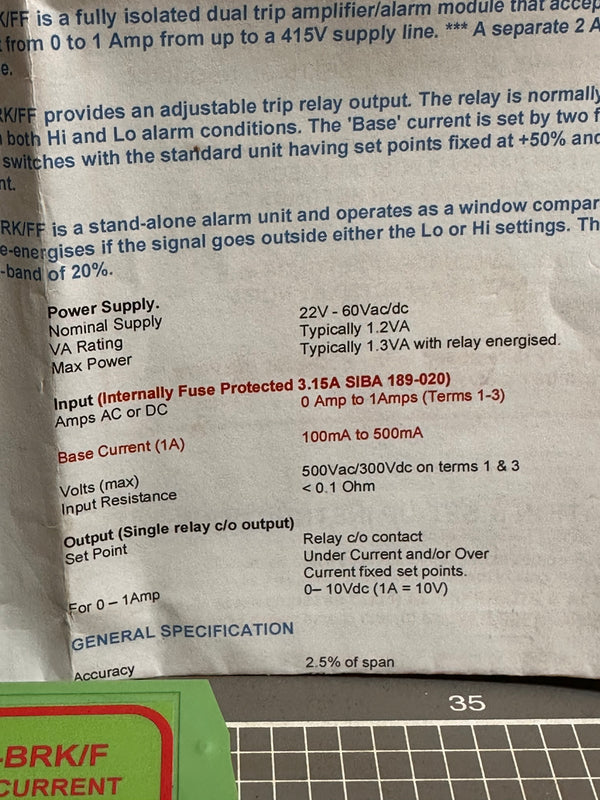 K/FF is a fully isolated dual trip amplifier/alarm module that accep
from 0 to 1 Amp from up to a 415V supply line. *** A separate 2 A
e.
RK/FF provides an adjustable trip relay output. The relay is normally
both Hi and Lo alarm conditions. The 'Base' current is set by two f
switches with the standard unit having set points fixed at +50% and
nt.
RK/FF is a stand-alone alarm unit and operates as a window compar
e-energises if the signal goes outside either the Lo or Hi settings. Th
-band of 20%.
Power Supply.
Nominal Supply 22V - 60Vac/dc
VA Rating Typically 1.2VA
Max Power Typically 1.3VA with relay energised.
Input (Internally Fuse Protected 3.15A SIBA 189-020)
Amps AC or DC 0 Amp to 1Amps (Terms 1-3)
Base Current (1A) 100mA to 500mA
Volts (max) 500Vac/300Vdc on terms 1 & 3
Input Resistance < 0.1 Ohm
Output (Single relay c/o output) Relay c/o contact
Set Point Under Current and/or Over
Current fixed set points.
For 0 – 1Amp 0– 10Vdc (1A = 10V)
GENERAL SPECIFICATION
Accuracy 2.5% of span
35
-BRK/F
CURRENT